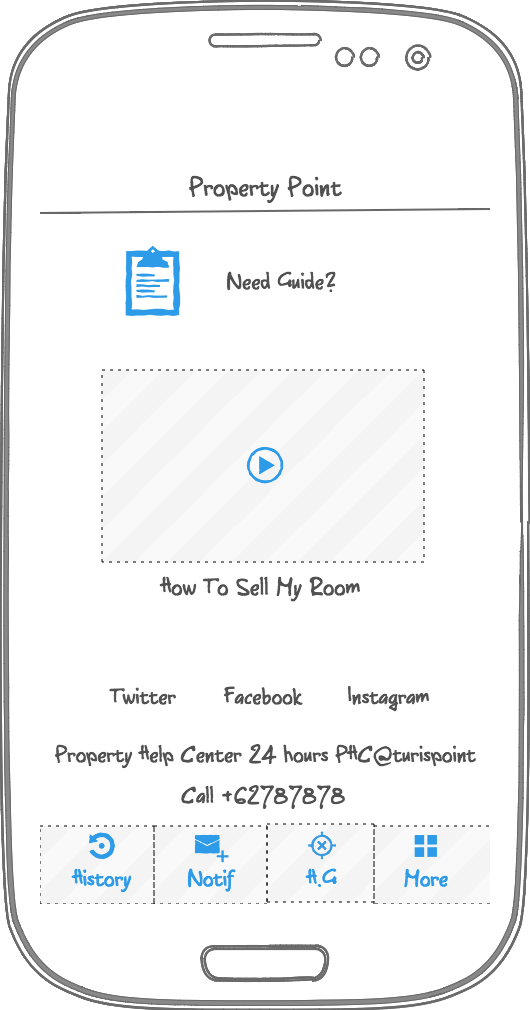 Property Point
Need Guide?
How To Sell My Room
Twitter Facebook Instagram
Property Help Center 24 hours PHC@turispoint
Call +62787878
History Notif H.G More